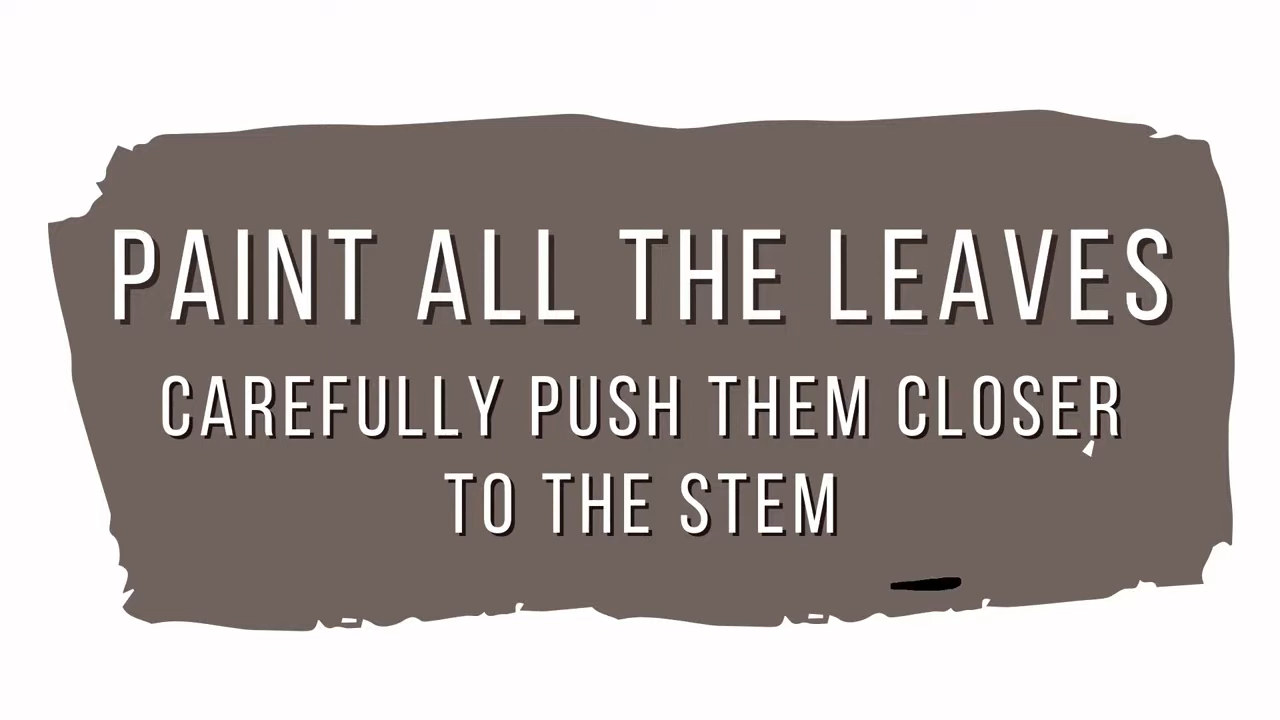 PAINT ALL THE LEAVES
CAREFULLY PUSH THEM CLOSER
TO THE STEM